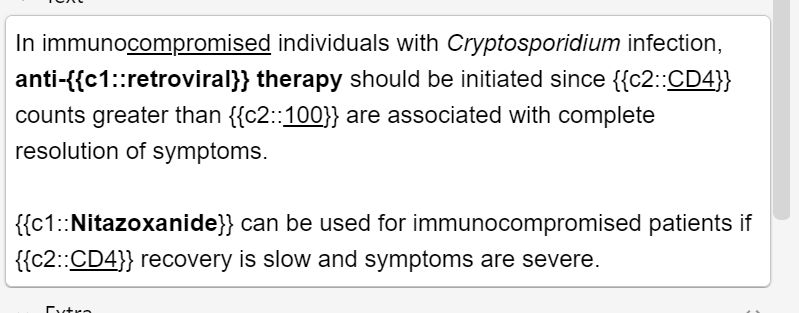 In immunocompromised individuals with Cryptosporidium infection,
anti-{{c1::retroviral}} therapy should be initiated since {{c2::CD4}}
counts greater than {{c2::100}} are associated with complete
resolution of symptoms.
{{c1::Nitazoxanide}} can be used for immunocompromised patients if
{{c2::CD4}} recovery is slow and symptoms are severe.
Extra